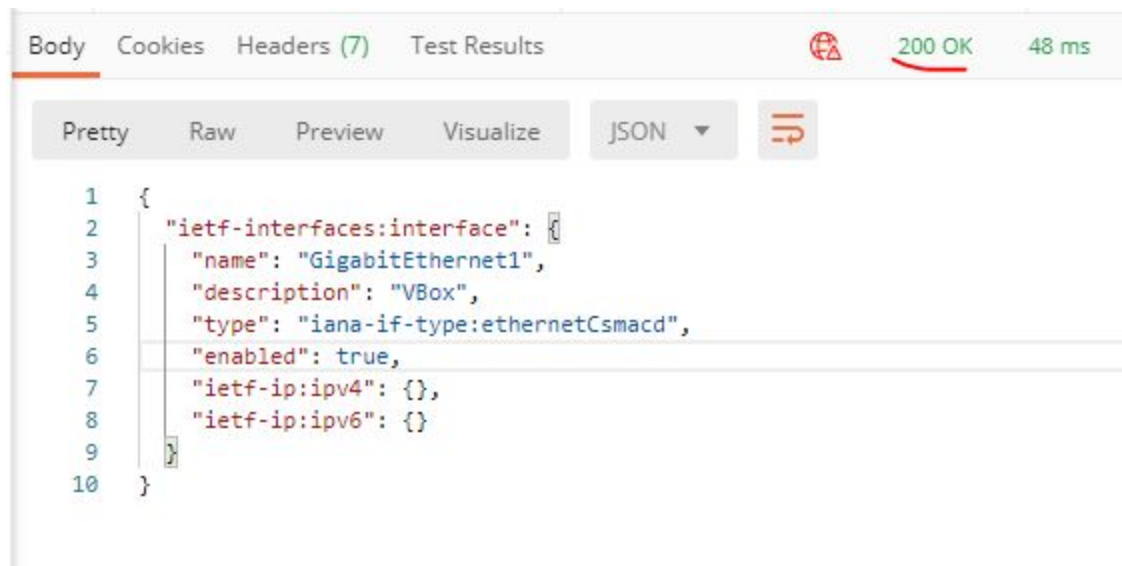 Body Cookies Headers (7) Test Results 200 OK 48 ms
Pretty Raw Preview Visualize JSON
1 {
2 "ietf-interfaces:interface": {
3 "name": "GigabitEthernet1",
4 "description": "VBox",
5 "type": "iana-if-type:ethernetCsmacd",
6 "enabled": true,
7 "ietf-ip:ipv4": {},
8 "ietf-ip:ipv6": {}
9 }
10 }